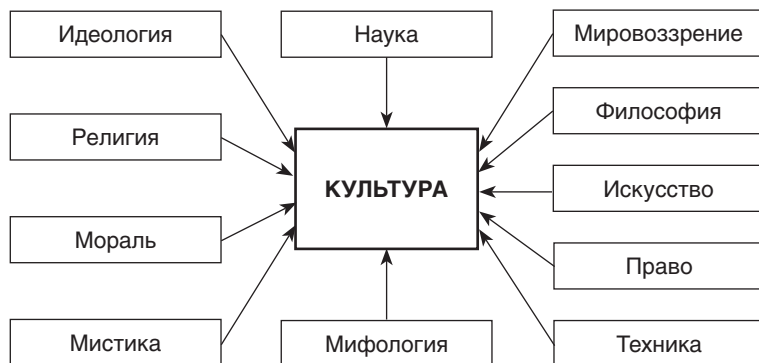 Идеология
Наука
Мировоззрение
Религия
Философия
КУЛЬТУРА
Искусство
Мораль
Право
Мистика
Мифология
Техника